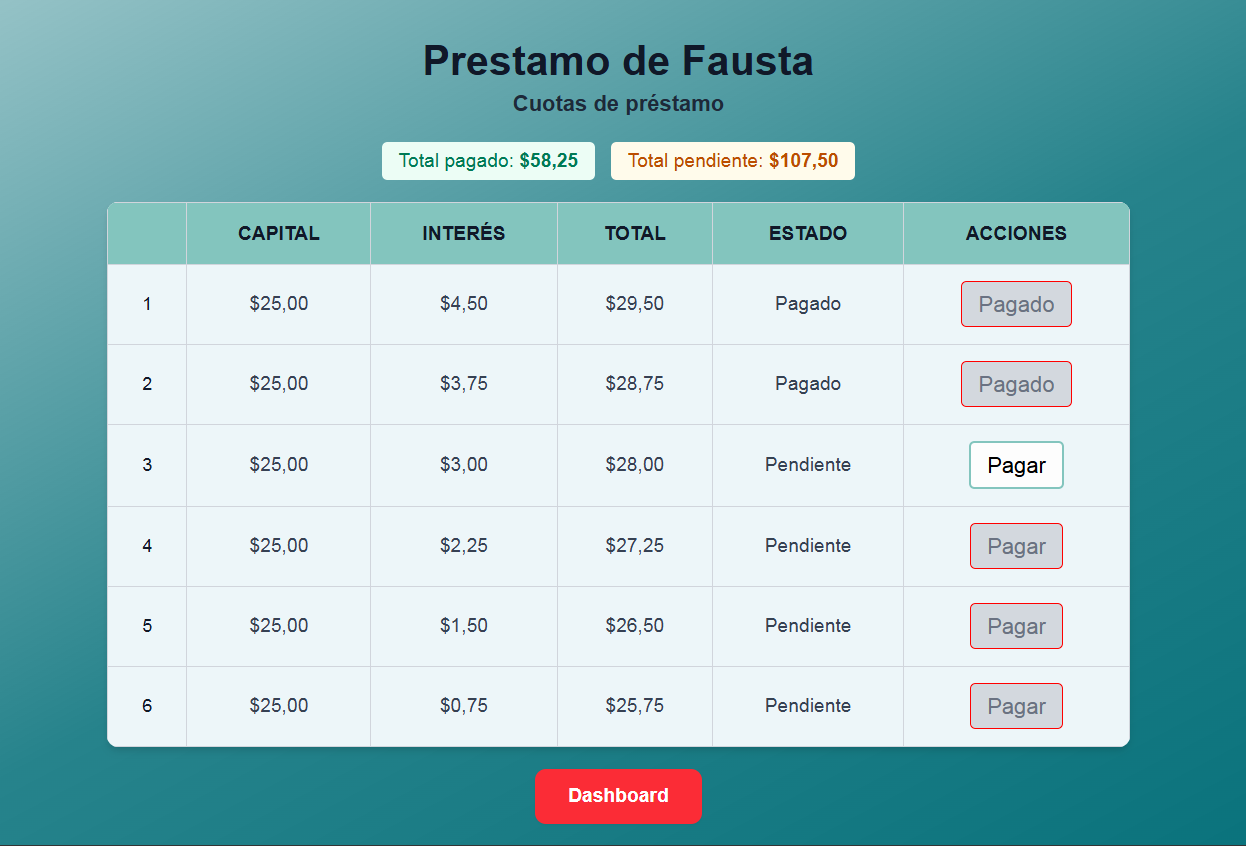 Prestamo de Fausta
Cuotas de préstamo
Total pagado: $58,25 Total pendiente: $107,50
CAPITAL INTERÉS TOTAL ESTADO ACCIONES
1 $25,00 $4,50 $29,50 Pagado Pagado
2 $25,00 $3,75 $28,75 Pagado Pagado
3 $25,00 $3,00 $28,00 Pendiente Pagar
4 $25,00 $2,25 $27,25 Pendiente Pagar
5 $25,00 $1,50 $26,50 Pendiente Pagar
6 $25,00 $0,75 $25,75 Pendiente Pagar
Dashboard